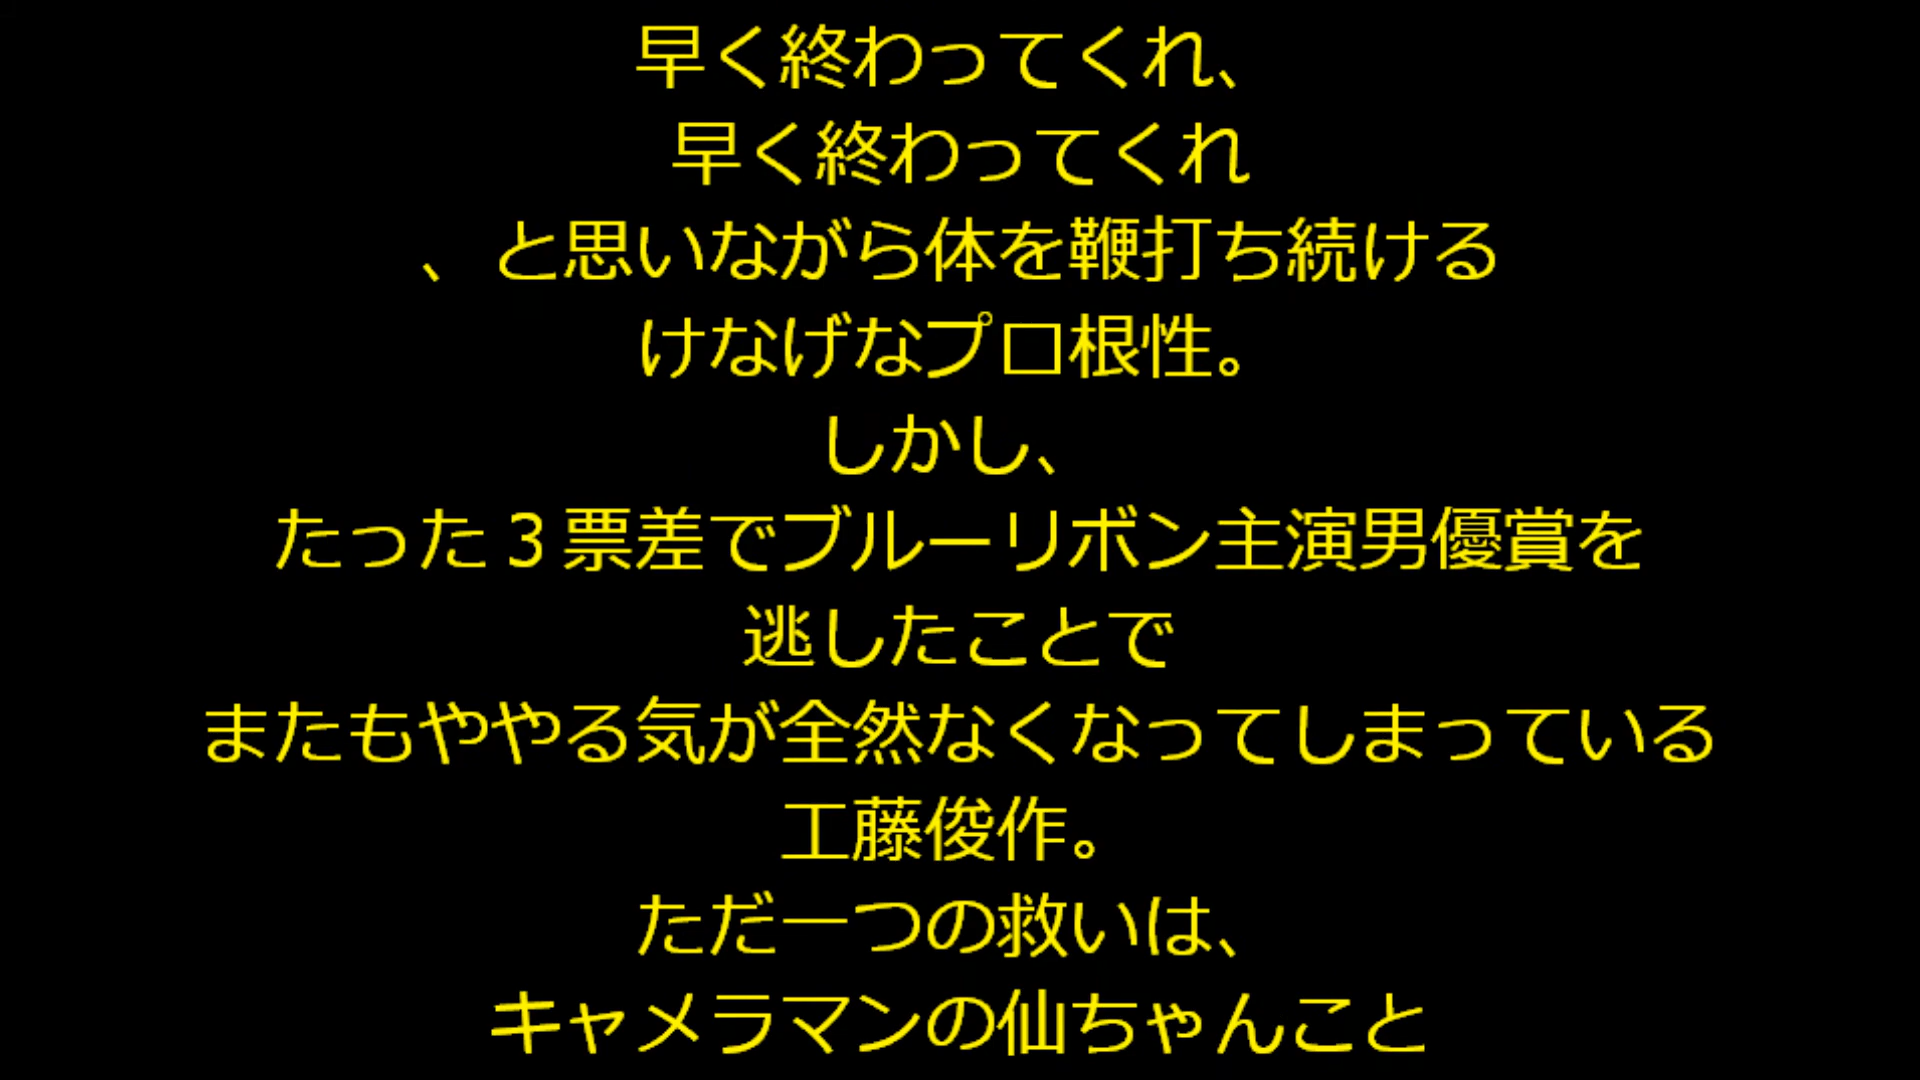 早く終わってくれ、
早く終わってくれ
、と思いながら体を鞭打ち続ける
けなげなプロ根性。
しかし、
たった３票差でブルーリボン主演男優賞を
逃したことで
またもややる気が全然なくなってしまっている
工藤俊作。
ただ一つの救いは、
キャメラマンの仙ちゃんこと